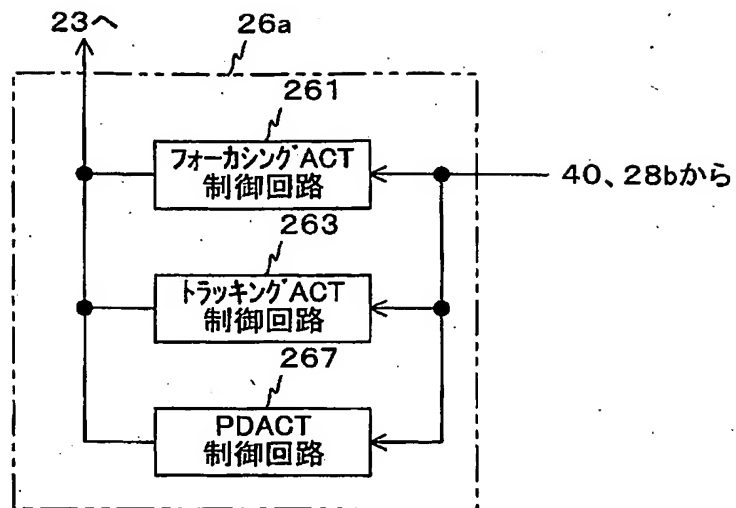 23へ
26a
261
フォーカシングACT
制御回路
40、28bから
263
トラッキングACT
制御回路
267
PDACT
制御回路